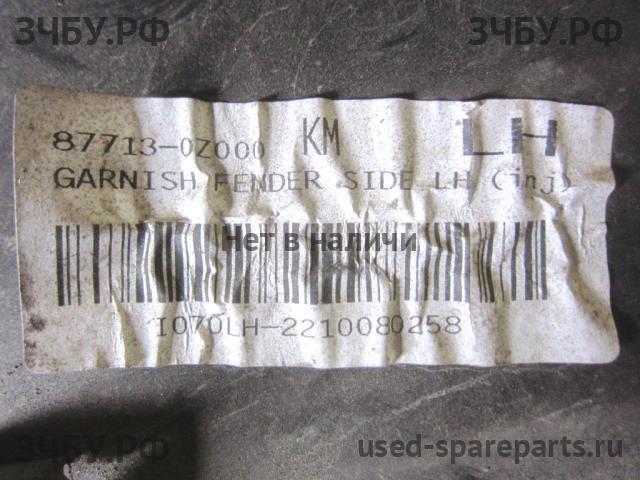 ЗЧБУ.РФ ЗЧБУ.РФ
87713-0Z000 KM LH
GARNISH FENDER SIDE LH (inj)
Нет в наличи
I070LH-2210080258
ЗЧБУ.РФ used-spareparts.ru